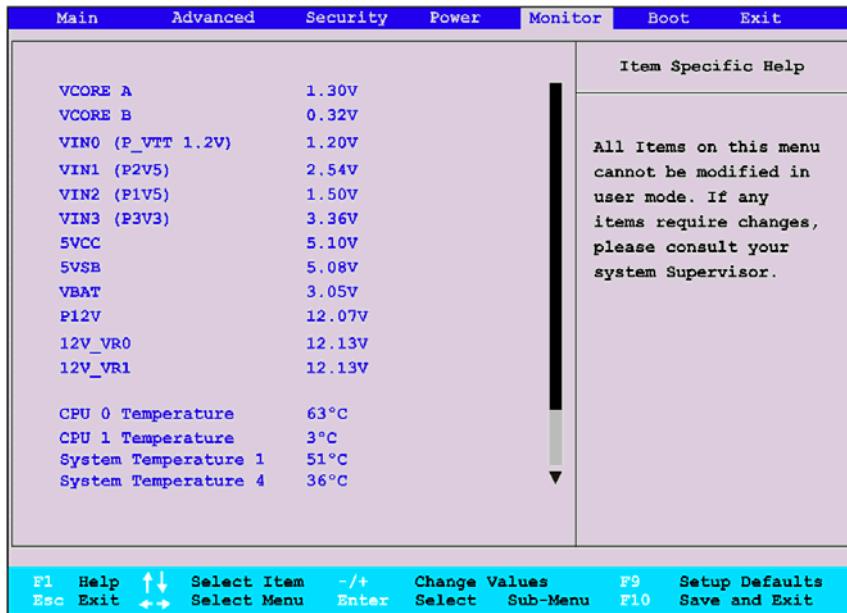 Main Advanced Security Power Monitor Boot Exit
Item Specific Help
VCORE A 1.30V
VCORE B 0.32V
VIN0 (P_VTT 1.2V) 1.20V
VIN1 (P2V5) 2.54V
VIN2 (P1V5) 1.50V
VIN3 (P3V3) 3.36V
5VCC 5.10V
5VSB 5.08V
VBAT 3.05V
P12V 12.07V
12V_VR0 12.13V
12V_VR1 12.13V
CPU 0 Temperature 63°C
CPU 1 Temperature 3°C
System Temperature 1 51°C
System Temperature 4 36°C
All Items on this menu
cannot be modified in
user mode. If any
items require changes,
please consult your
system Supervisor.
F1 Help ↑↓ Select Item -/+ Change Values F9 Setup Defaults
Esc Exit ←→ Select Menu Enter Select Sub-Menu F10 Save and Exit